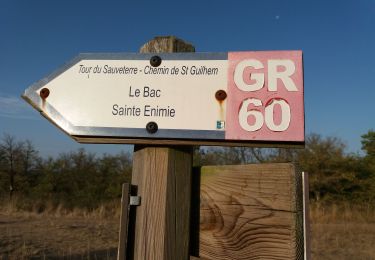 Tour du Sauveterre - Chemin de St Guilhem
Le Bac
Sainte Enimie
GR
60